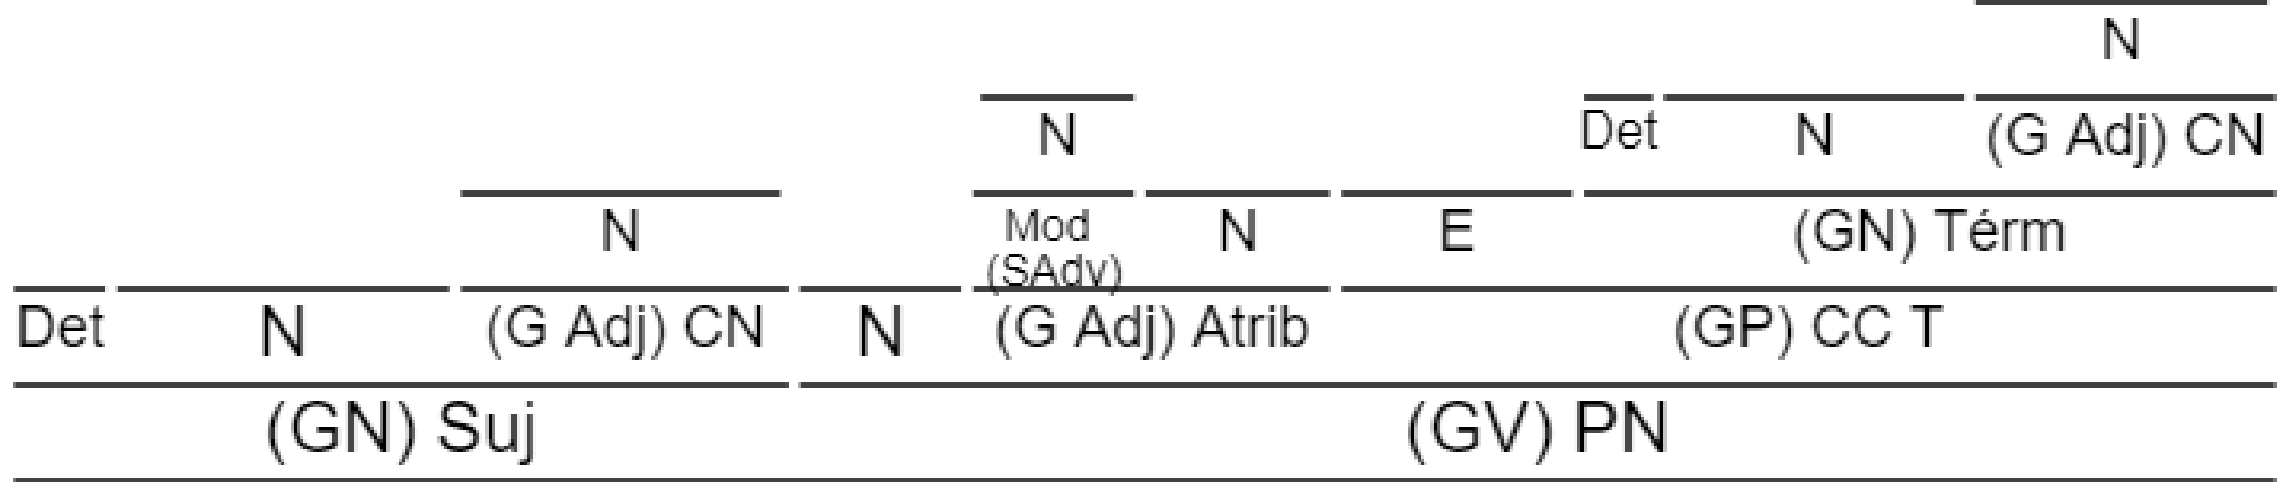 N
N Det N (G Adj) CN
N Mod N E (GN) Térm
(SAdv)
Det N (G Adj) CN N (G Adj) Atrib (GP) CC T
(GN) Suj (GV) PN